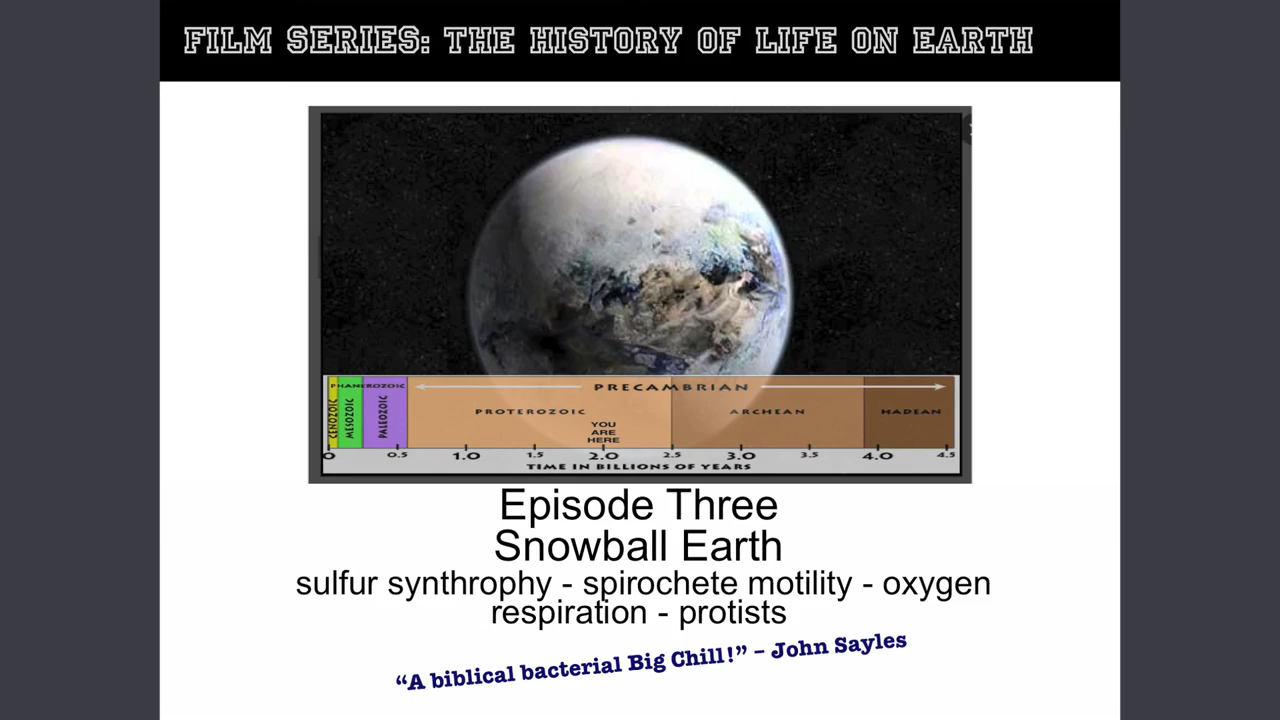 FILM SERIES: THE HISTORY OF LIFE ON EARTH
PHANEROZOIC
PRECAMBRIAN
CENOZOIC
MESOZOIC
PALEOZOIC
PROTEROZOIC
ARCHEAN
HADEAN
YOU
ARE
HERE
0 0.5 1.0 1.5 2.0 2.5 3.0 3.5 4.0 4.5
TIME IN BILLIONS OF YEARS
Episode Three
Snowball Earth
sulfur synthrophy - spirochete motility - oxygen
respiration - protists
“A biblical bacterial Big Chill!” – John Sayles